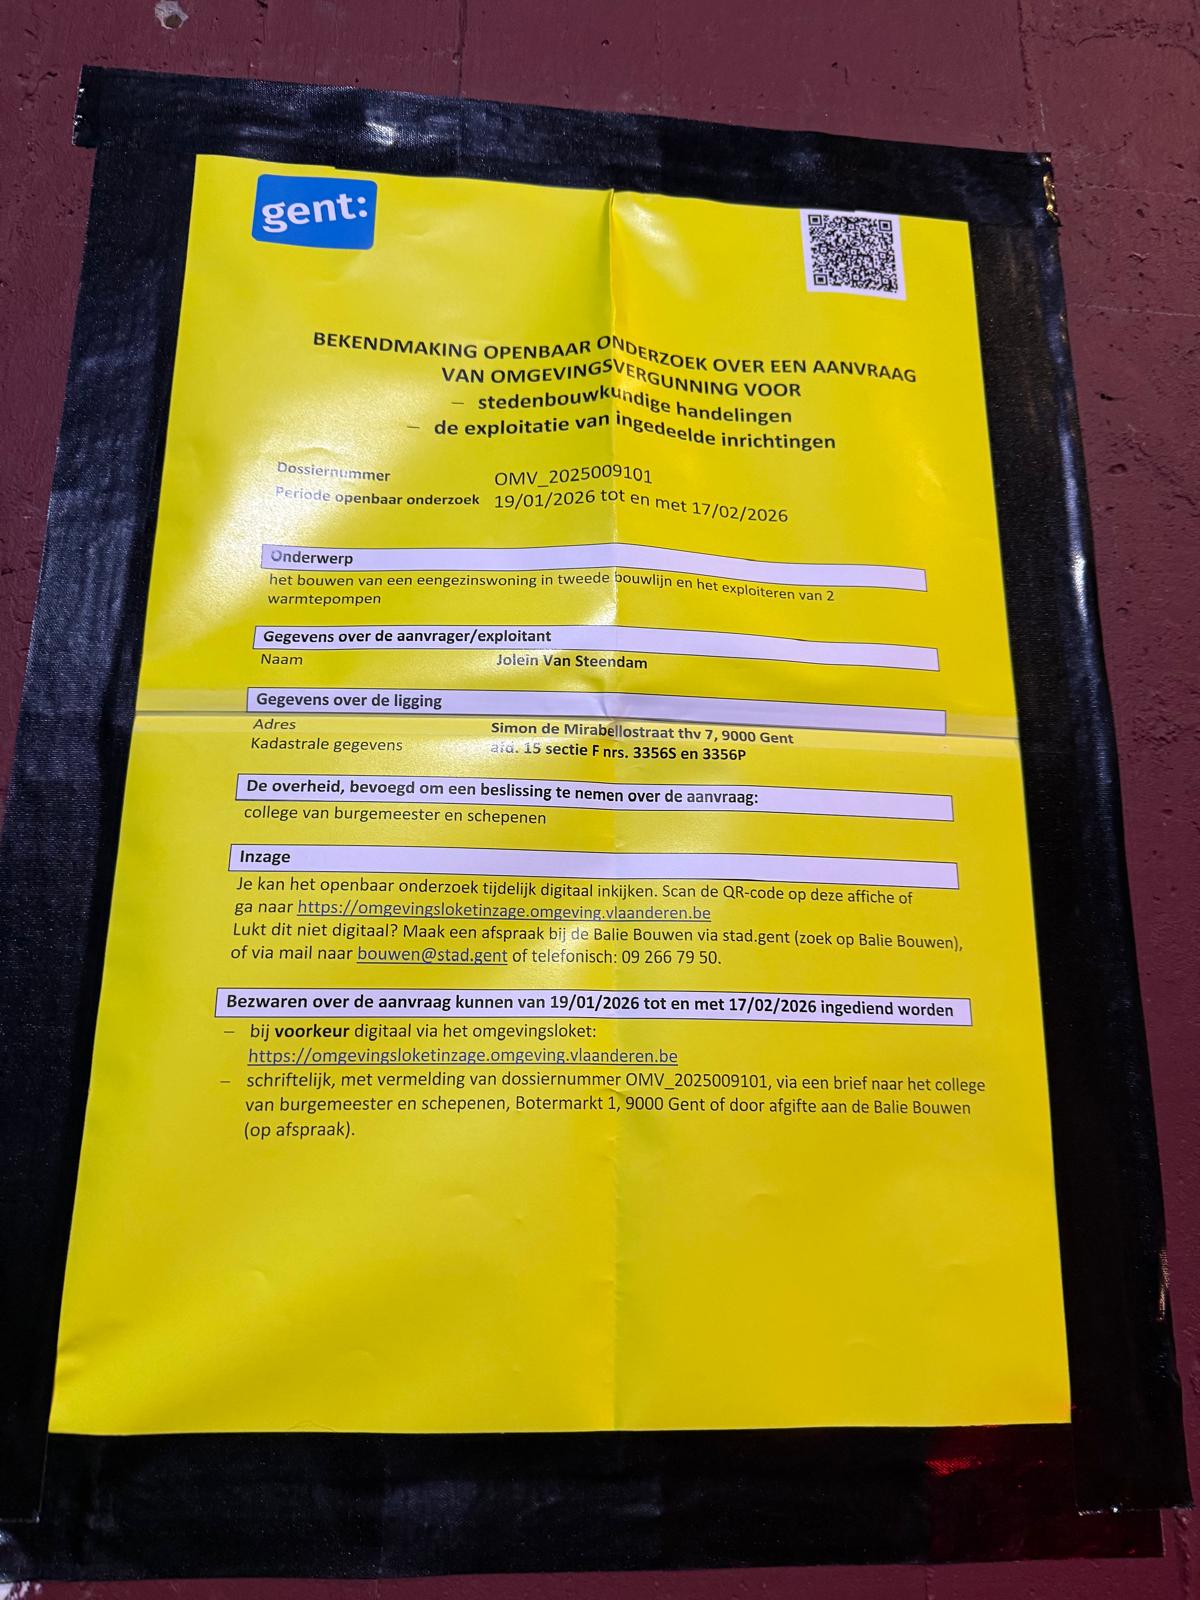 gent:
BEKENDMAKING OPENBAAR ONDERZOEK OVER EEN AANVRAAG
VAN OMGEVINGSVERGUNNING VOOR
– stedenbouwkundige handelingen
– de exploitatie van ingedeelde inrichtingen
Dossiernummer OMV_2025009101
Periode openbaar onderzoek 19/01/2026 tot en met 17/02/2026
Onderwerp
het bouwen van een eengezinswoning in tweede bouwlijn en het exploiteren van 2
warmtepompen
Gegevens over de aanvrager/exploitant
Naam Jolein Van Steendam
Gegevens over de ligging
Adres Simon de Mirabellostraat thv 7, 9000 Gent
Kadastrale gegevens afd. 15 sectie F nrs. 3356S en 3356P
De overheid, bevoegd om een beslissing te nemen over de aanvraag:
college van burgemeester en schepenen
Inzage
Je kan het openbaar onderzoek tijdelijk digitaal inkijken. Scan de QR-code op deze affiche of
ga naar https://omgevingsloketinzage.omgeving.vlaanderen.be
Lukt dit niet digitaal? Maak een afspraak bij de Balie Bouwen via stad.gent (zoek op Balie Bouwen),
of via mail naar bouwen@stad.gent of telefonisch: 09 266 79 50.
Bezwaren over de aanvraag kunnen van 19/01/2026 tot en met 17/02/2026 ingediend worden
– bij voorkeur digitaal via het omgevingsloket:
https://omgevingsloketinzage.omgeving.vlaanderen.be
– schriftelijk, met vermelding van dossiernummer OMV_2025009101, via een brief naar het college
van burgemeester en schepenen, Botermarkt 1, 9000 Gent of door afgifte aan de Balie Bouwen
(op afspraak).